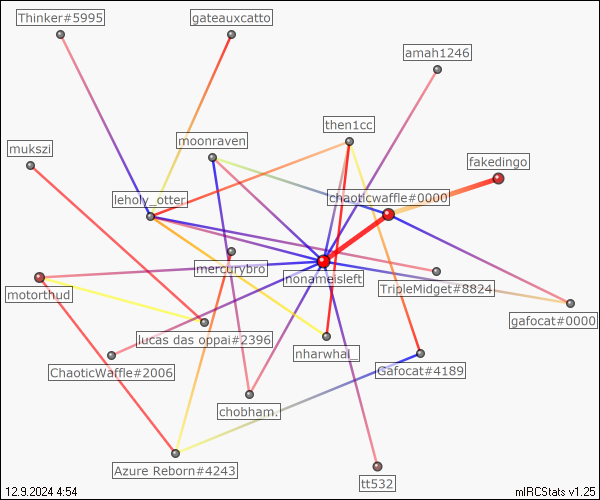 Thinker#5995
gateauxcatto
amah1246
then1cc
moonraven
mukszi
fakedingo
leholy_otter
chaoticwaffle#0000
mercurybro
nonameisleft
motorthud
TripleMidget#8824
gafocat#0000
lucas das oppai#2396
nharwhal_
ChaoticWaffle#2006
Gafocat#4189
chobham.
Azure Reborn#4243
tt532
12.9.2024 4:54
mIRCStats v1.25